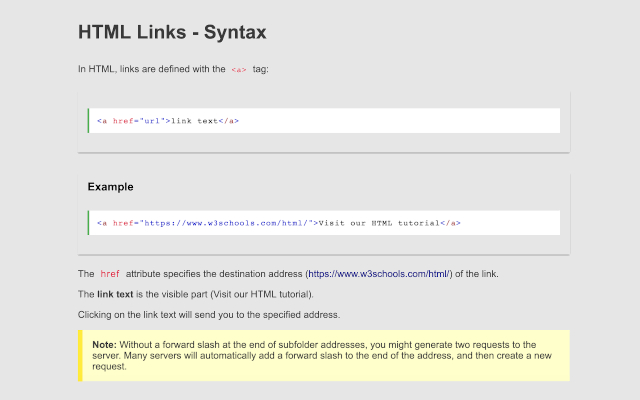 HTML Links - Syntax
In HTML, links are defined with the <a> tag:
<a href="url">link text</a>
Example
<a href="https://www.w3schools.com/html/">Visit our HTML tutorial</a>
The href attribute specifies the destination address (https://www.w3schools.com/html/) of the link.
The link text is the visible part (Visit our HTML tutorial).
Clicking on the link text will send you to the specified address.
Note: Without a forward slash at the end of subfolder addresses, you might generate two requests to the
server. Many servers will automatically add a forward slash to the end of the address, and then create a new
request.